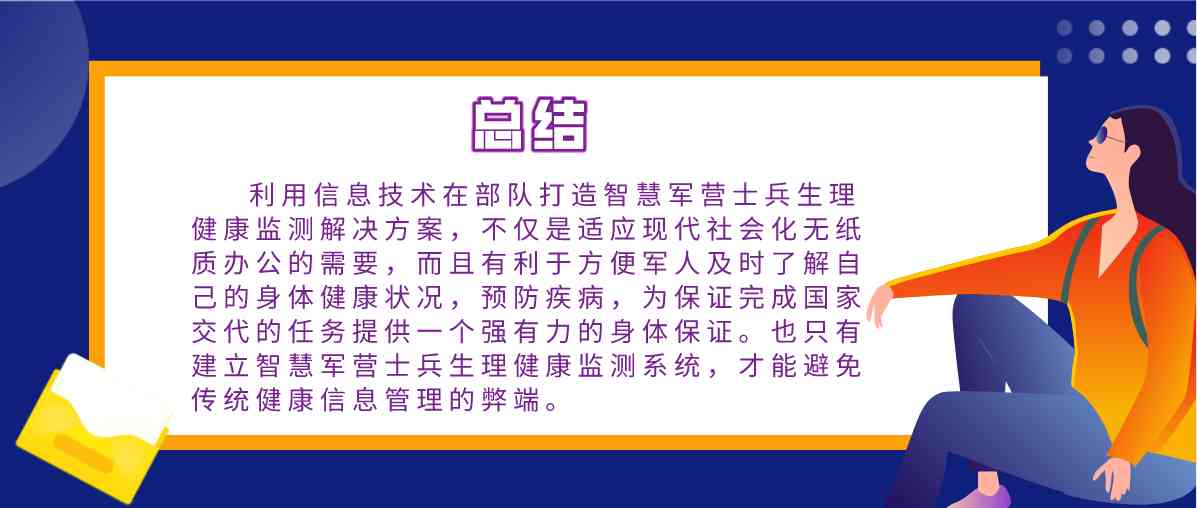 总结
利用信息技术在部队打造智慧军营士兵生理
健康监测解决方案，不仅是适应现代社会化无纸
质办公的需要，而且有利于方便军人及时了解自
己的身体健康状况，预防疾病，为保证完成国家
交代的任务提供一个强有力的身体保证。也只有
建立智慧军营士兵生理健康监测系统，才能避免
传统健康信息管理的弊端。